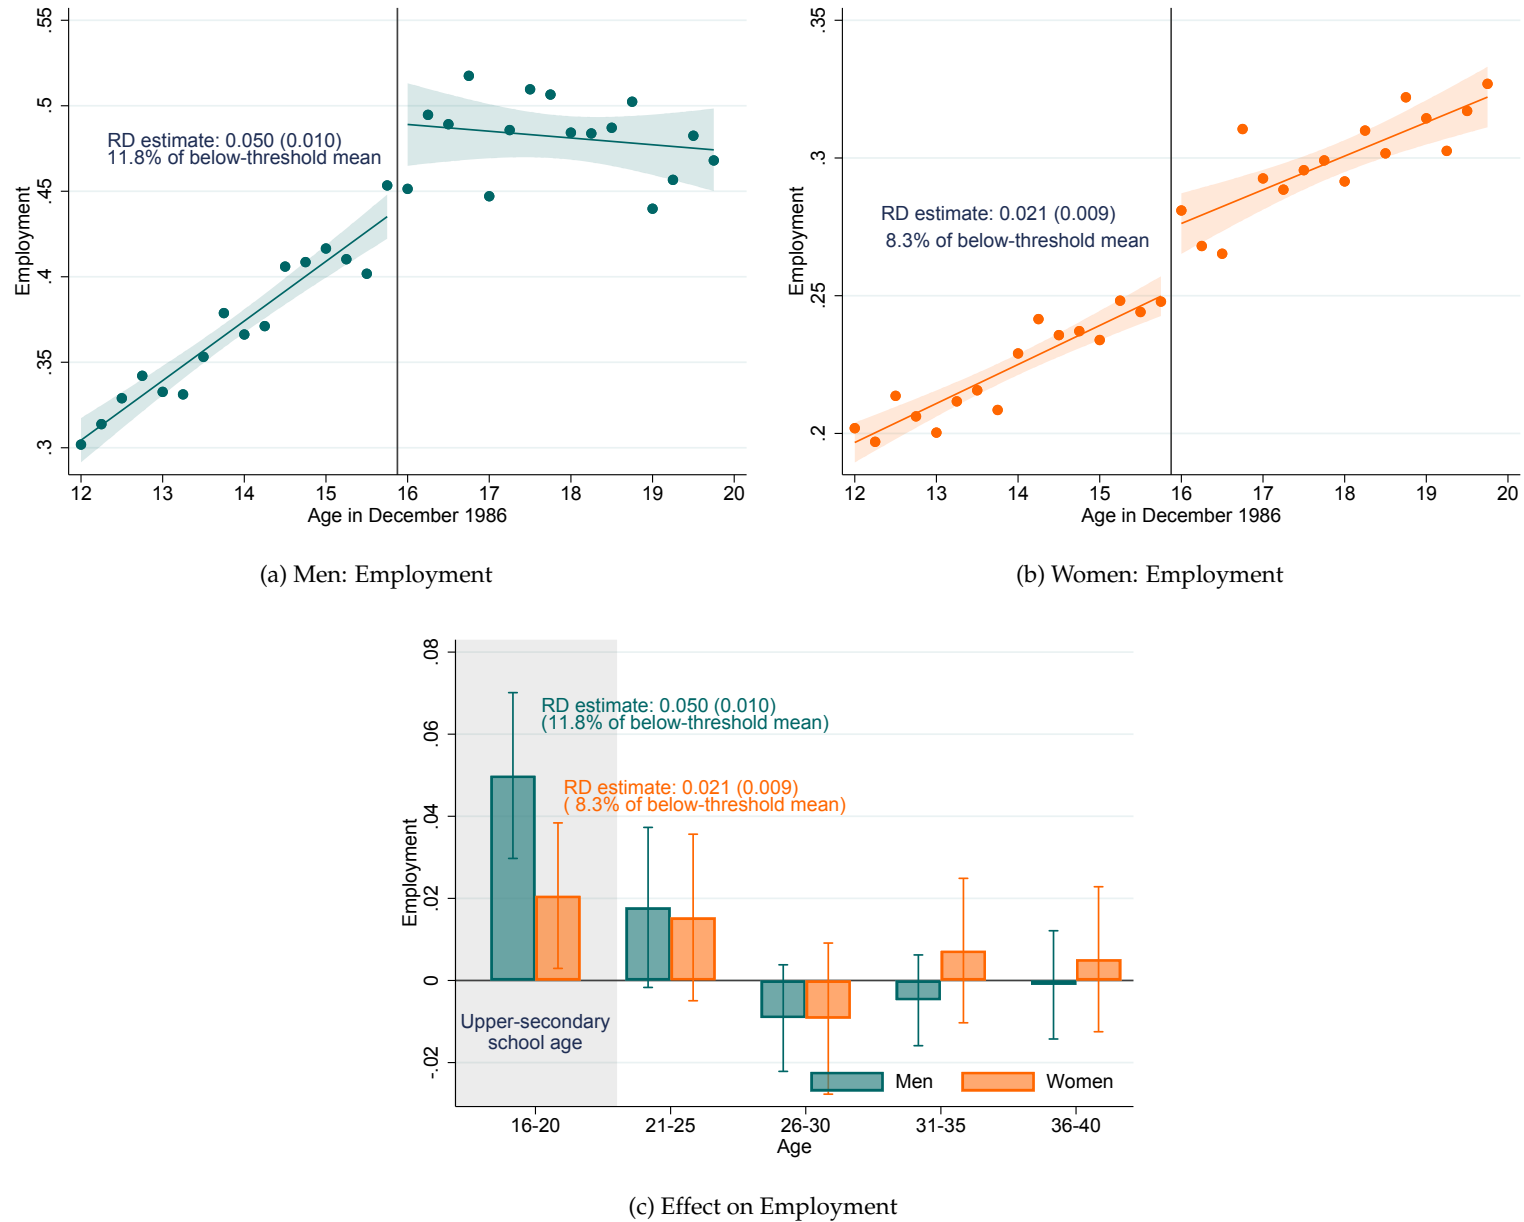 .55
.5
.45
.4
.35
.3
Employment
RD estimate: 0.050 (0.010)
11.8% of below-threshold mean
12 13 14 15 16 17 18 19 20
Age in December 1986
(a) Men: Employment
.35
.3
.25
.2
Employment
RD estimate: 0.021 (0.009)
8.3% of below-threshold mean
12 13 14 15 16 17 18 19 20
Age in December 1986
(b) Women: Employment
.08
.06
.04
.02
0
-.02
Employment
RD estimate: 0.050 (0.010)
(11.8% of below-threshold mean)
RD estimate: 0.021 (0.009)
( 8.3% of below-threshold mean)
Upper-secondary
school age
Men Women
16-20 21-25 26-30 31-35 36-40
Age
(c) Effect on Employment